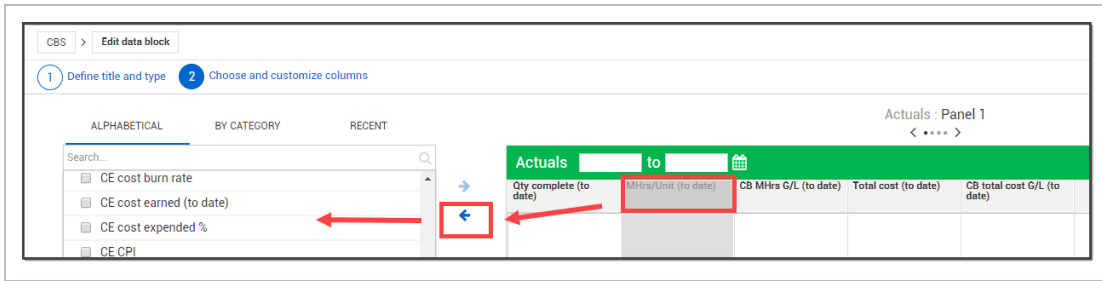 CBS > Edit data block
1 Define title and type 2 Choose and customize columns
ALPHABETICAL BY CATEGORY RECENT
Actuals : Panel 1
Search...
CE cost burn rate
CE cost earned (to date)
CE cost expended %
CE CPI
Actuals to
Qty complete (to
date)
MHrs/Unit (to date)
CB MHrs G/L (to date)
Total cost (to date)
CB total cost G/L (to
date)